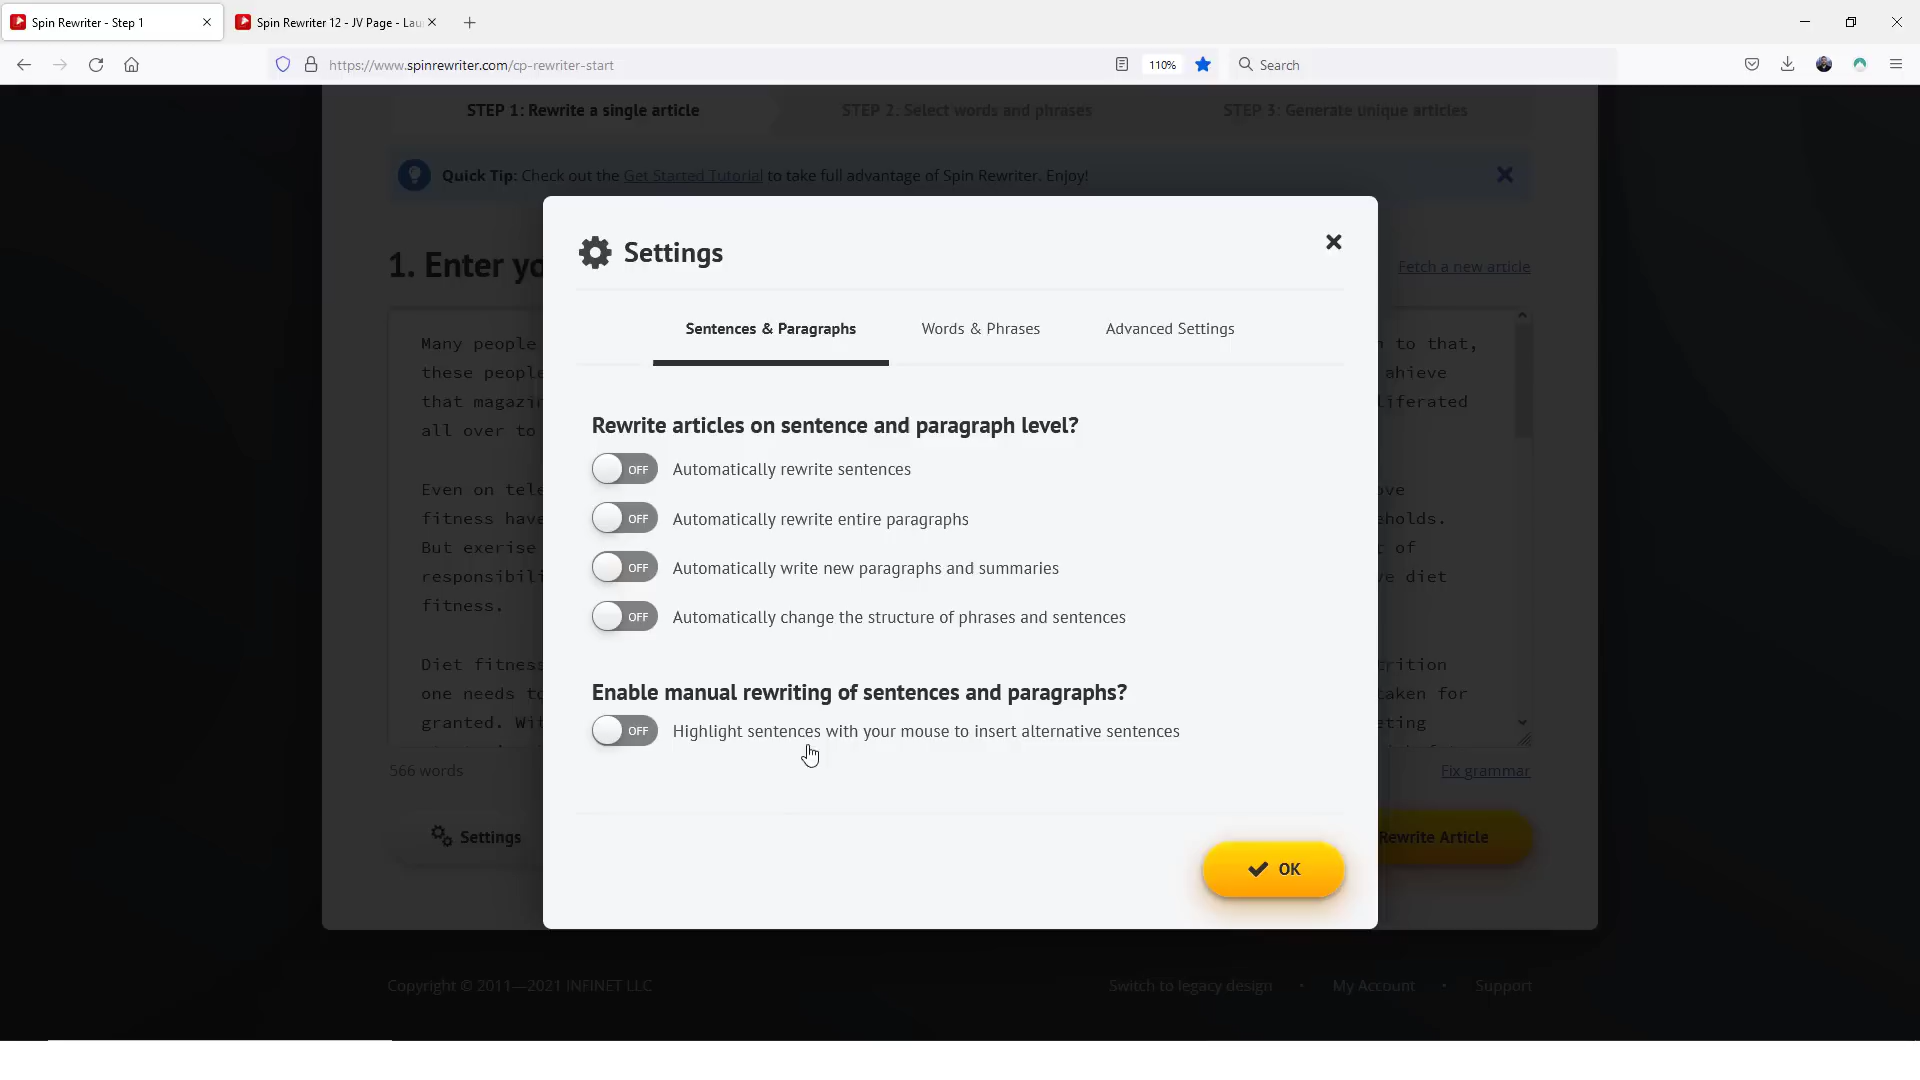 Spin Rewriter - Step 1
Spin Rewriter 12 - JV Page - Lau
https://www.spinrewriter.com/cp-rewriter-start
110%
Search
STEP 1: Rewrite a single article
STEP 2: Select words and phrases
STEP 3: Generate unique articles
Quick Tip: Check out the Get Started Tutorial to take full advantage of Spin Rewriter. Enjoy!
1. Enter yo
Fetch a new article
Settings
Sentences & Paragraphs
Words & Phrases
Advanced Settings
Many people
n to that,
these people
ahieve
that magazin
liferated
all over to
Even on tele
ove
fitness have
eholds.
But exerise
t of
responsibili
ve diet
fitness.
Diet fitness
trition
one needs to
taken for
granted. Wit
eting
Rewrite articles on sentence and paragraph level?
OFF Automatically rewrite sentences
OFF Automatically rewrite entire paragraphs
OFF Automatically write new paragraphs and summaries
OFF Automatically change the structure of phrases and sentences
Enable manual rewriting of sentences and paragraphs?
OFF Highlight sentences with your mouse to insert alternative sentences
566 words
Fix grammar
Settings
Rewrite Article
OK
Copyright © 2011—2021 INFINET LLC
Switch to legacy design • My Account • Support